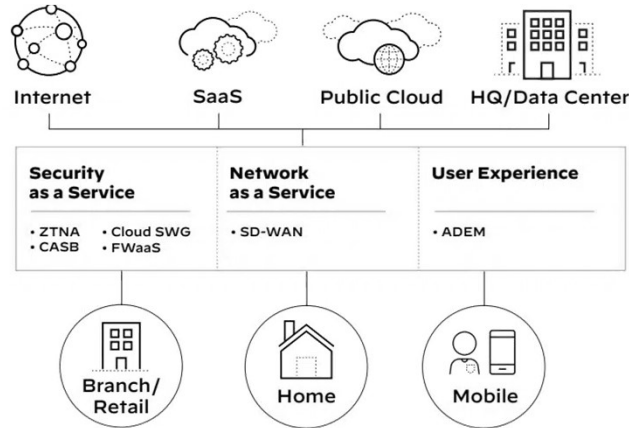 Internet
SaaS
Public Cloud
HQ/Data Center
Security
as a Service
• ZTNA
• Cloud SWG
• CASB
• FWaaS
Network
as a Service
• SD-WAN
User Experience
• ADEM
Branch/
Retail
Home
Mobile